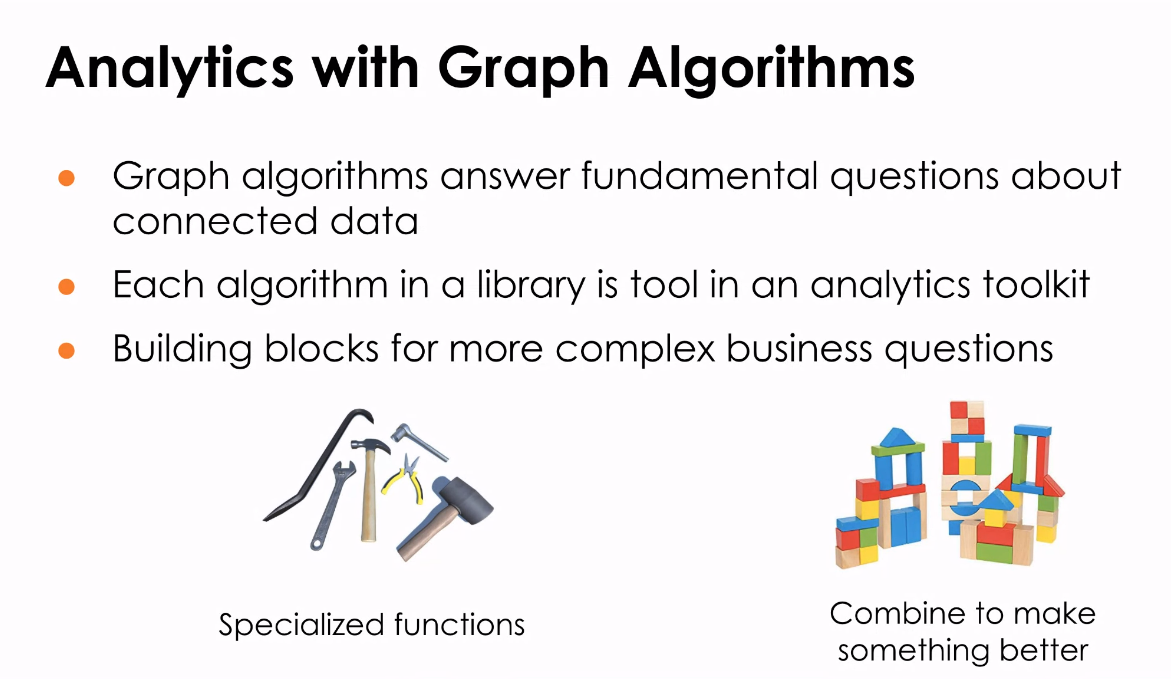 Analytics with Graph Algorithms
Graph algorithms answer fundamental questions about
connected data
Each algorithm in a library is tool in an analytics toolkit
Building blocks for more complex business questions
Specialized functions
Combine to make
something better